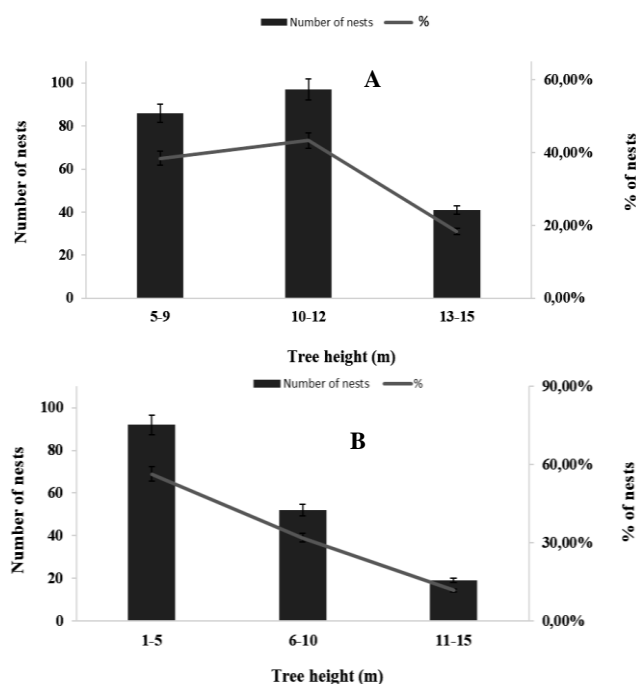 Number of nests %
A
100
80
60
40
20
0
Number of nests
60,00%
40,00%
20,00%
0,00%
% of nests
5-9 10-12 13-15
Tree height (m)
Number of nests %
B
100
80
60
40
20
0
Number of nests
90,00%
60,00%
30,00%
0,00%
% of nests
1-5 6-10 11-15
Tree height (m)